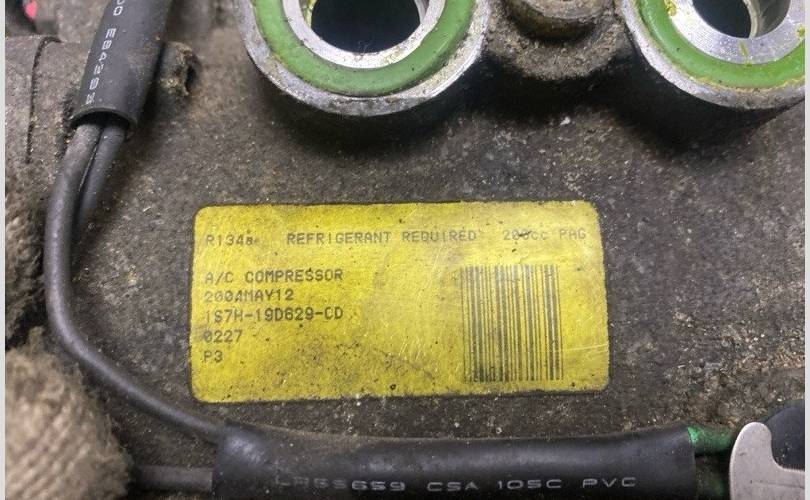 R134a REFRIGERANT REQUIRED 200cc PAG
A/C COMPRESSOR
2004MAY12
1S7H-19D629-CD
0227
P3
CSA 105C PVC